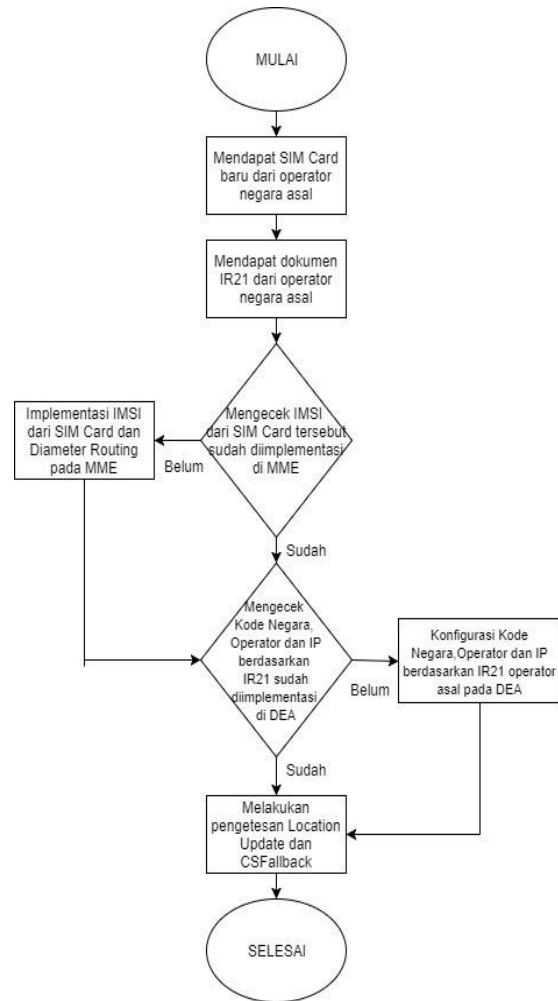 MULAI
Mendapat SIM Card
baru dari operator
negara asal
Mendapat dokumen
IR21 dari operator
negara asal
Mengecek IMSI
dari SIM Card tersebut
sudah diimplementasi
di MME
Belum
Implementasi IMSI
dari SIM Card dan
Diameter Routing
pada MME
Sudah
Mengecek
Kode Negara,
Operator dan IP
berdasarkan
IR21 sudah
diimplementasi
di DEA
Belum
Konfigurasi Kode
Negara,Operator dan IP
berdasarkan IR21 operator
asal pada DEA
Sudah
Melakukan
pengetesan Location
Update dan
CSFallback
SELESAI